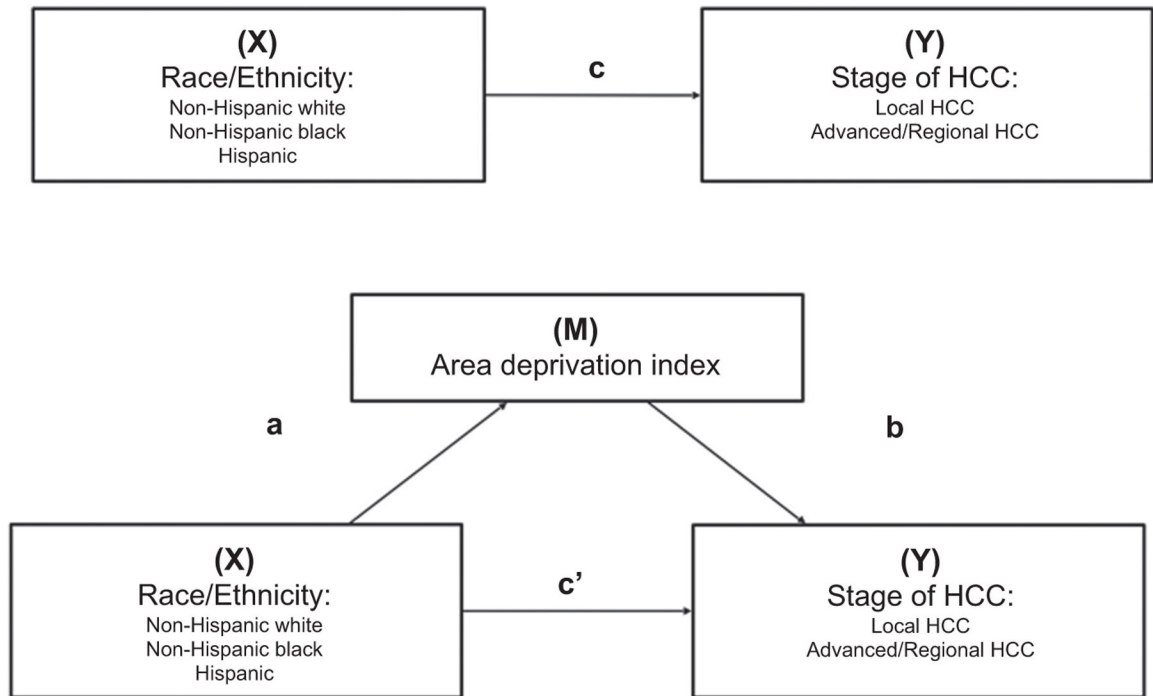 (X)
Race/Ethnicity:
Non-Hispanic white
Non-Hispanic black
Hispanic
c
(Y)
Stage of HCC:
Local HCC
Advanced/Regional HCC
(M)
Area deprivation index
a
b
(X)
Race/Ethnicity:
Non-Hispanic white
Non-Hispanic black
Hispanic
c’
(Y)
Stage of HCC:
Local HCC
Advanced/Regional HCC